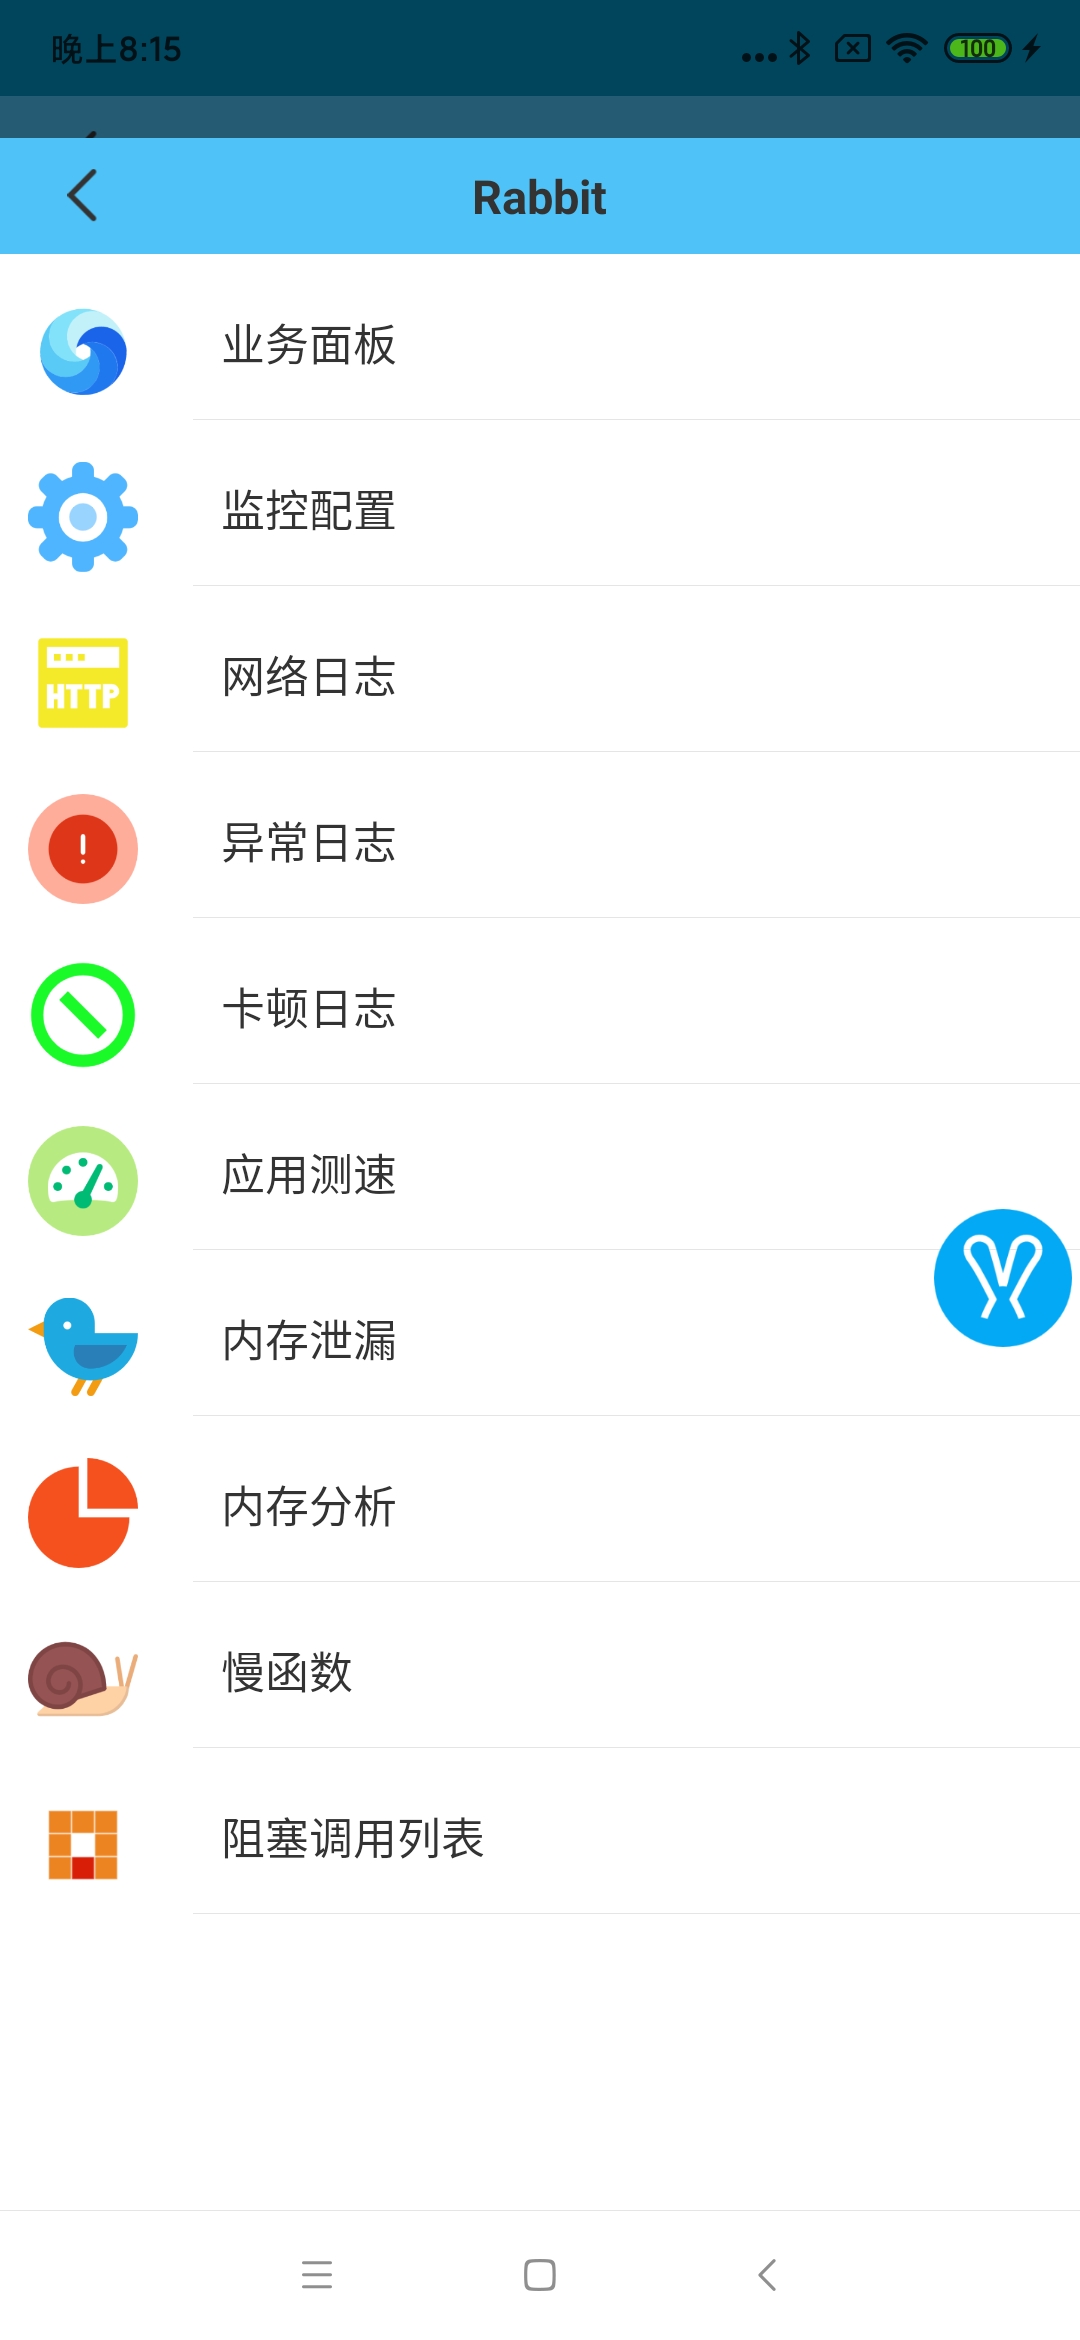 晚上8:15
100
Rabbit
业务面板
监控配置
HTTP
网络日志
异常日志
卡顿日志
应用测速
内存泄漏
内存分析
慢函数
阻塞调用列表